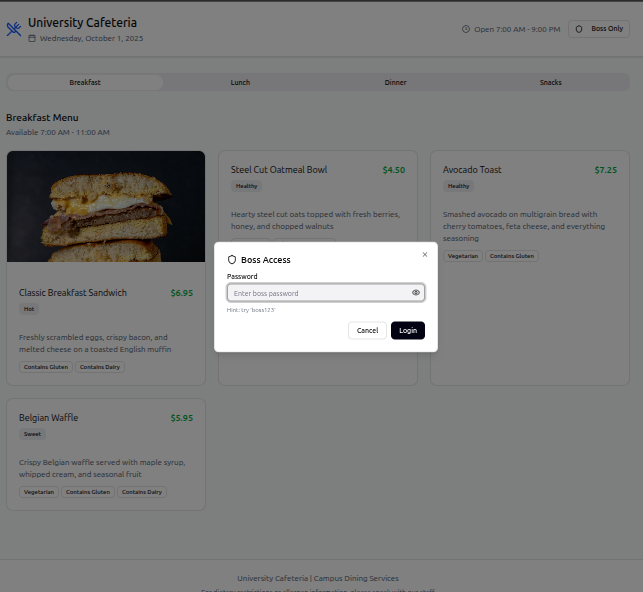 University Cafeteria
Wednesday, October 1, 2025
Open 7:00 AM - 9:00 PM
Boss Only
Breakfast
Lunch
Dinner
Snacks
Breakfast Menu
Available 7:00 AM - 11:00 AM
Classic Breakfast Sandwich
$6.95
Hot
Freshly scrambled eggs, crispy bacon, and
melted cheese on a toasted English muffin
Contains Gluten
Contains Dairy
Steel Cut Oatmeal Bowl
$4.50
Healthy
Hearty steel cut oats topped with fresh berries,
honey, and chopped walnuts
Avocado Toast
$7.25
Healthy
Smashed avocado on multigrain bread with
cherry tomatoes, feta cheese, and everything
seasoning
Vegetarian
Contains Gluten
Boss Access
Password
Enter boss password
Hint: try 'boss123'
Cancel
Login
Belgian Waffle
$5.95
Sweet
Crispy Belgian waffle served with maple syrup,
whipped cream, and seasonal fruit
Vegetarian
Contains Gluten
Contains Dairy
University Cafeteria | Campus Dining Services